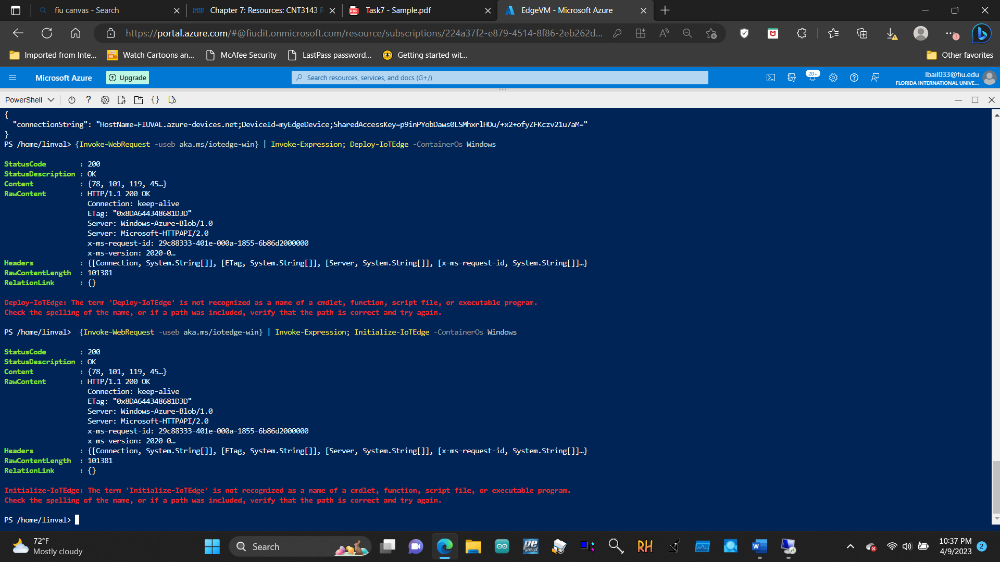 fiu canvas - Search
Chapter 7: Resources: CNT3143 R
Task7 - Sample.pdf
EdgeVM - Microsoft Azure
https://portal.azure.com/#@fiudit.onmicrosoft.com/resource/subscriptions/224a37f2-e879-4514-8f86-2eb262d...
Imported from Inte...
Watch Cartoons an...
McAfee Security
LastPass password...
Getting started wit...
Other favorites
Microsoft Azure
Upgrade
Search resources, services, and docs (G+/)
20+
lbail033@fiu.edu
FLORIDA INTERNATIONAL UNIVE...
PowerShell
{
"connectionString": "HostName=FIUVAL.azure-devices.net;DeviceId=myEdgeDevice;SharedAccessKey=p9inPYobDaws0LSMhxrlHOu/+x2+ofyZFKczv21u7aM="
}
PS /home/linval> {Invoke-WebRequest -useb aka.ms/iotedge-win} | Invoke-Expression; Deploy-IoTEdge -ContainerOs Windows
StatusCode : 200
StatusDescription : OK
Content : {78, 101, 119, 45…}
RawContent : HTTP/1.1 200 OK
Connection: keep-alive
ETag: "0x8DA644348681D3D"
Server: Windows-Azure-Blob/1.0
Server: Microsoft-HTTPAPI/2.0
x-ms-request-id: 29c88333-401e-000a-1855-6b86d2000000
x-ms-version: 2020-0…
Headers : {[Connection, System.String[]], [ETag, System.String[]], [Server, System.String[]], [x-ms-request-id, System.String[]]…}
RawContentLength : 101381
RelationLink : {}
Deploy-IoTEdge: The term 'Deploy-IoTEdge' is not recognized as a name of a cmdlet, function, script file, or executable program.
Check the spelling of the name, or if a path was included, verify that the path is correct and try again.
PS /home/linval> {Invoke-WebRequest -useb aka.ms/iotedge-win} | Invoke-Expression; Initialize-IoTEdge -ContainerOs Windows
StatusCode : 200
StatusDescription : OK
Content : {78, 101, 119, 45…}
RawContent : HTTP/1.1 200 OK
Connection: keep-alive
ETag: "0x8DA644348681D3D"
Server: Windows-Azure-Blob/1.0
Server: Microsoft-HTTPAPI/2.0
x-ms-request-id: 29c88333-401e-000a-1855-6b86d2000000
x-ms-version: 2020-0…
Headers : {[Connection, System.String[]], [ETag, System.String[]], [Server, System.String[]], [x-ms-request-id, System.String[]]…}
RawContentLength : 101381
RelationLink : {}
Initialize-IoTEdge: The term 'Initialize-IoTEdge' is not recognized as a name of a cmdlet, function, script file, or executable program.
Check the spelling of the name, or if a path was included, verify that the path is correct and try again.
PS /home/linval>
72°F
Mostly cloudy
Search
RH
10:37 PM
4/9/2023
2